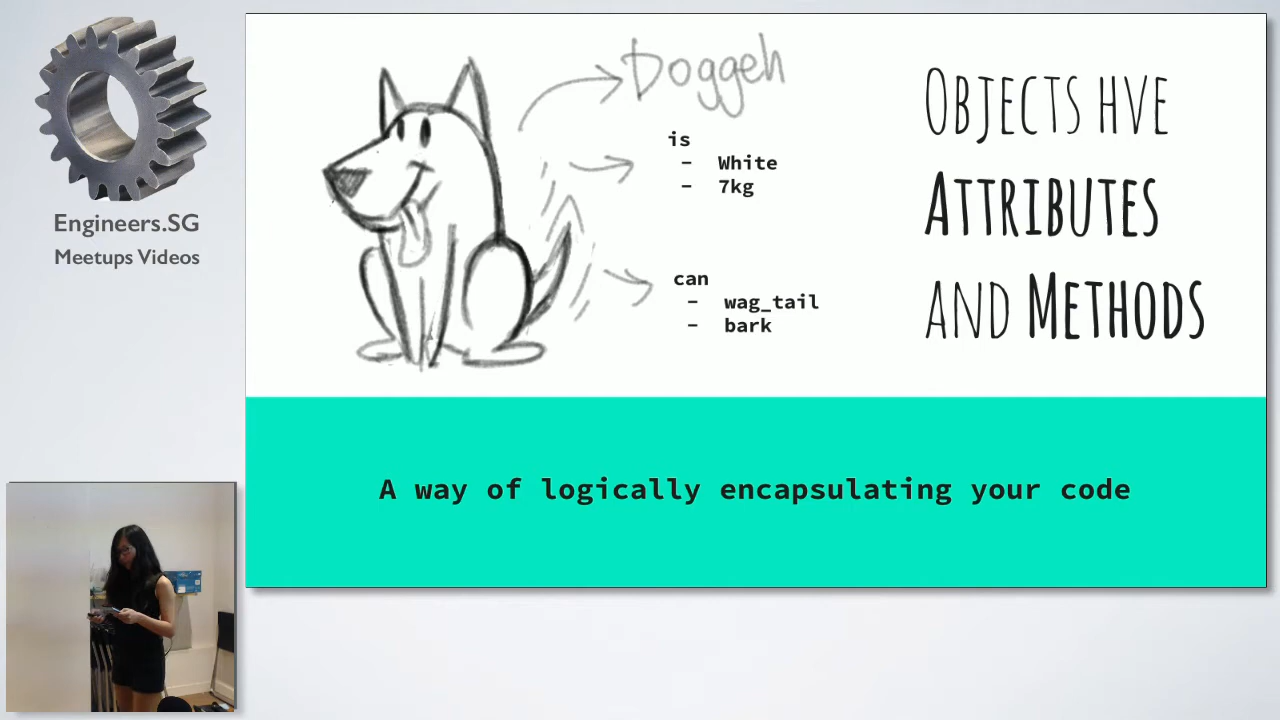 Engineers.SG
Meetups Videos
Doggeh
is
- White
- 7kg
can
- wag_tail
- bark
OBJECTS HVE
ATTRIBUTES
AND METHODS
A way of logically encapsulating your code